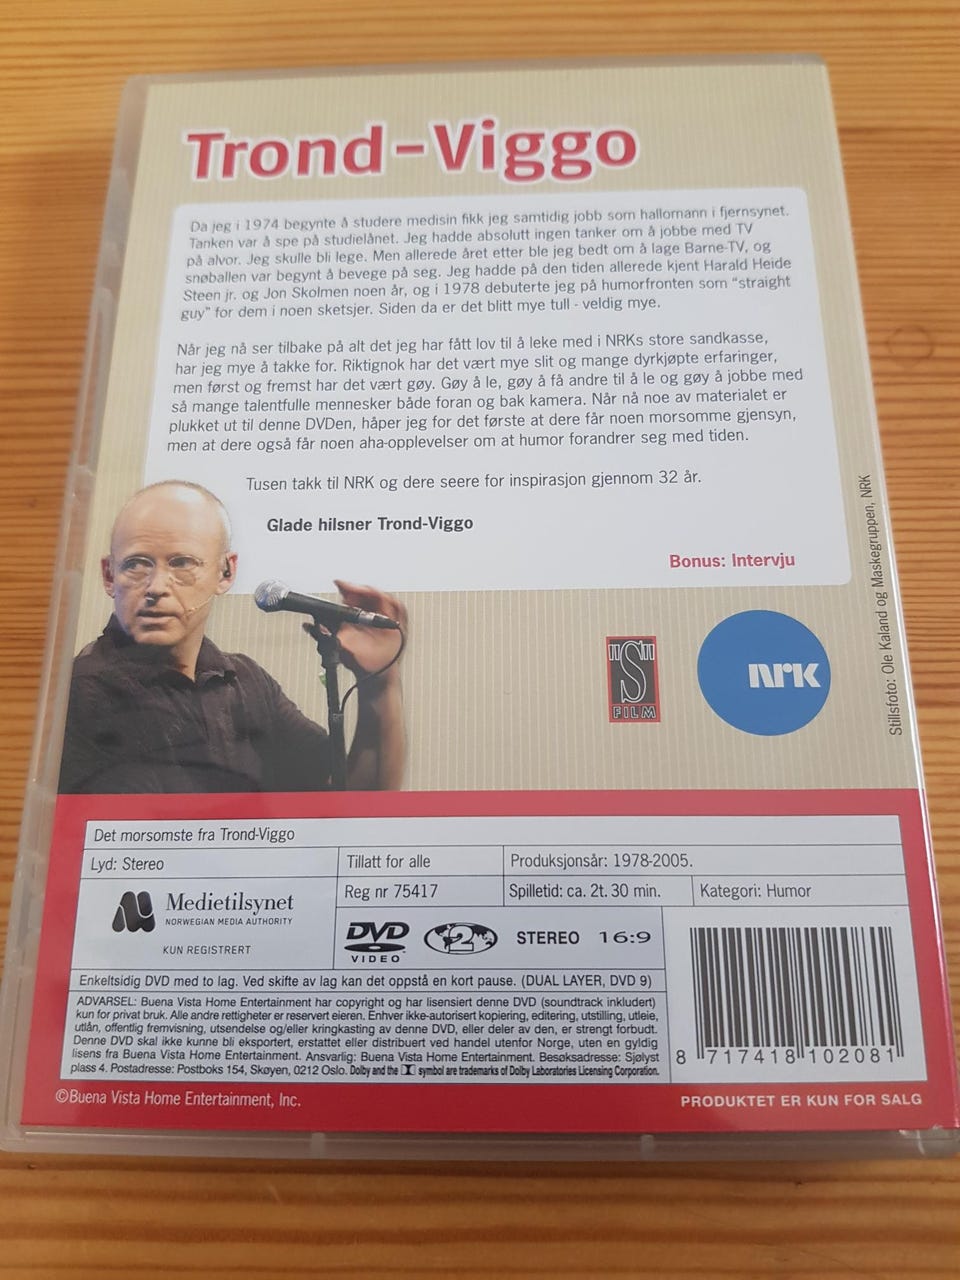 Trond-Viggo
Da jeg i 1974 begynte å studere medisin fikk jeg samtidig jobb som hallomann i fjernsynet.
Tanken var å spe på studielånet. Jeg hadde absolutt ingen tanker om å jobbe med TV
på alvor. Jeg skulle bli lege. Men allerede året etter ble jeg bedt om å lage Barne-TV, og
snøballen var begynt å bevege på seg. Jeg hadde på den tiden allerede kjent Harald Heide
Steen jr. og Jon Skolmen noen år, og i 1978 debuterte jeg på humorfronten som "straight
guy" for dem i noen sketsjer. Siden da er det blitt mye tull - veldig mye.
Når jeg nå ser tilbake på alt det jeg har fått lov til å leke med i NRKs store sandkasse,
har jeg mye å takke for. Riktignok har det vært mye slit og mange dyrkjøpte erfaringer,
men først og fremst har det vært gøy. Gøy å le, gøy å få andre til å le og gøy å jobbe med
så mange talentfulle mennesker både foran og bak kamera. Når nå noe av materialet er
plukket ut til denne DVDen, håper jeg for det første at dere får noen morsomme gjensyn,
men at dere også får noen aha-opplevelser om at humor forandrer seg med tiden.
Tusen takk til NRK og dere seere for inspirasjon gjennom 32 år.
Glade hilsner Trond-Viggo
Bonus: Intervju
Stillsfoto: Ole Kaland og Maskegruppen, NRK
"S"
FILM
NRK
Det morsomste fra Trond-Viggo
Lyd: Stereo
Tillatt for alle
Produksjonsår: 1978-2005.
Reg nr 75417
Spilletid: ca. 2t. 30 min.
Kategori: Humor
Medietilsynet
NORWEGIAN MEDIA AUTHORITY
KUN REGISTRERT
DVD
VIDEO
2
STEREO
16:9
Enkeltsidig DVD med to lag. Ved skifte av lag kan det oppstå en kort pause. (DUAL LAYER, DVD 9)
ADVARSEL: Buena Vista Home Entertainment har copyright og har lisensiert denne DVD (soundtrack inkludert)
kun for privat bruk. Alle andre rettigheter er reservert eieren. Enhver ikke-autorisert kopiering, editering, utstilling, utleie,
utlån, offentlig fremvisning, utsendelse og/eller kringkasting av denne DVD, eller deler av den, er strengt forbudt.
Denne DVD skal ikke kunne bli eksportert, erstattet eller distribuert ved handel utenfor Norge, uten en gyldig
lisens fra Buena Vista Home Entertainment. Ansvarlig: Buena Vista Home Entertainment. Besøksadresse: Sjølyst
plass 4. Postadresse: Postboks 154, Skøyen, 0212 Oslo. Dolby and the symbol are trademarks of Dolby Laboratories Licensing Corporation.
8 717418 102081
©Buena Vista Home Entertainment, Inc.
PRODUKTET ER KUN FOR SALG